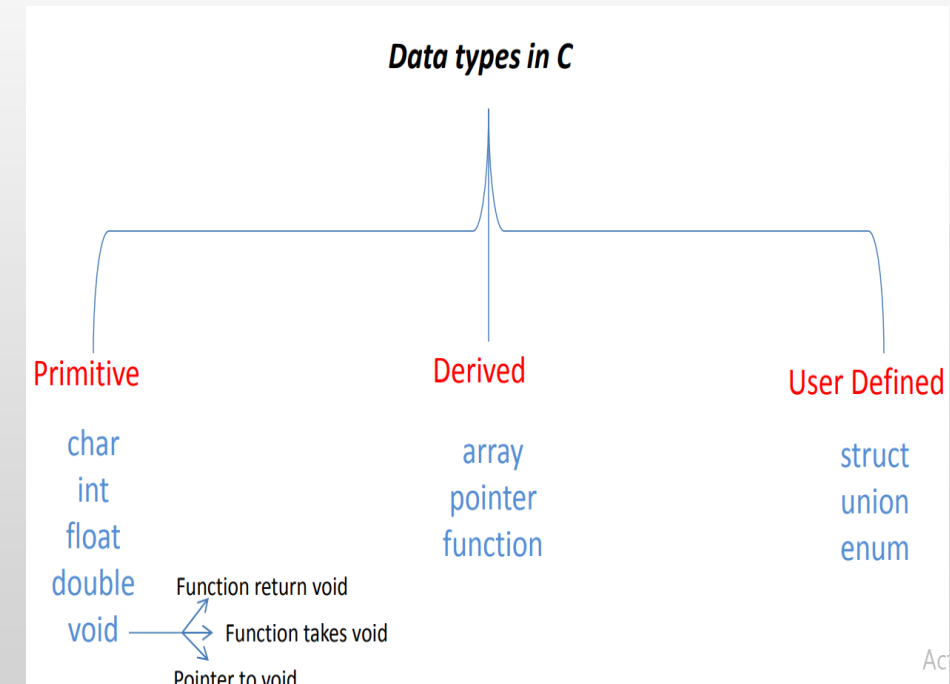 Data types in C
Primitive
char
int
float
double
void
Function return void
Function takes void
Pointer to void
Derived
array
pointer
function
User Defined
struct
union
enum